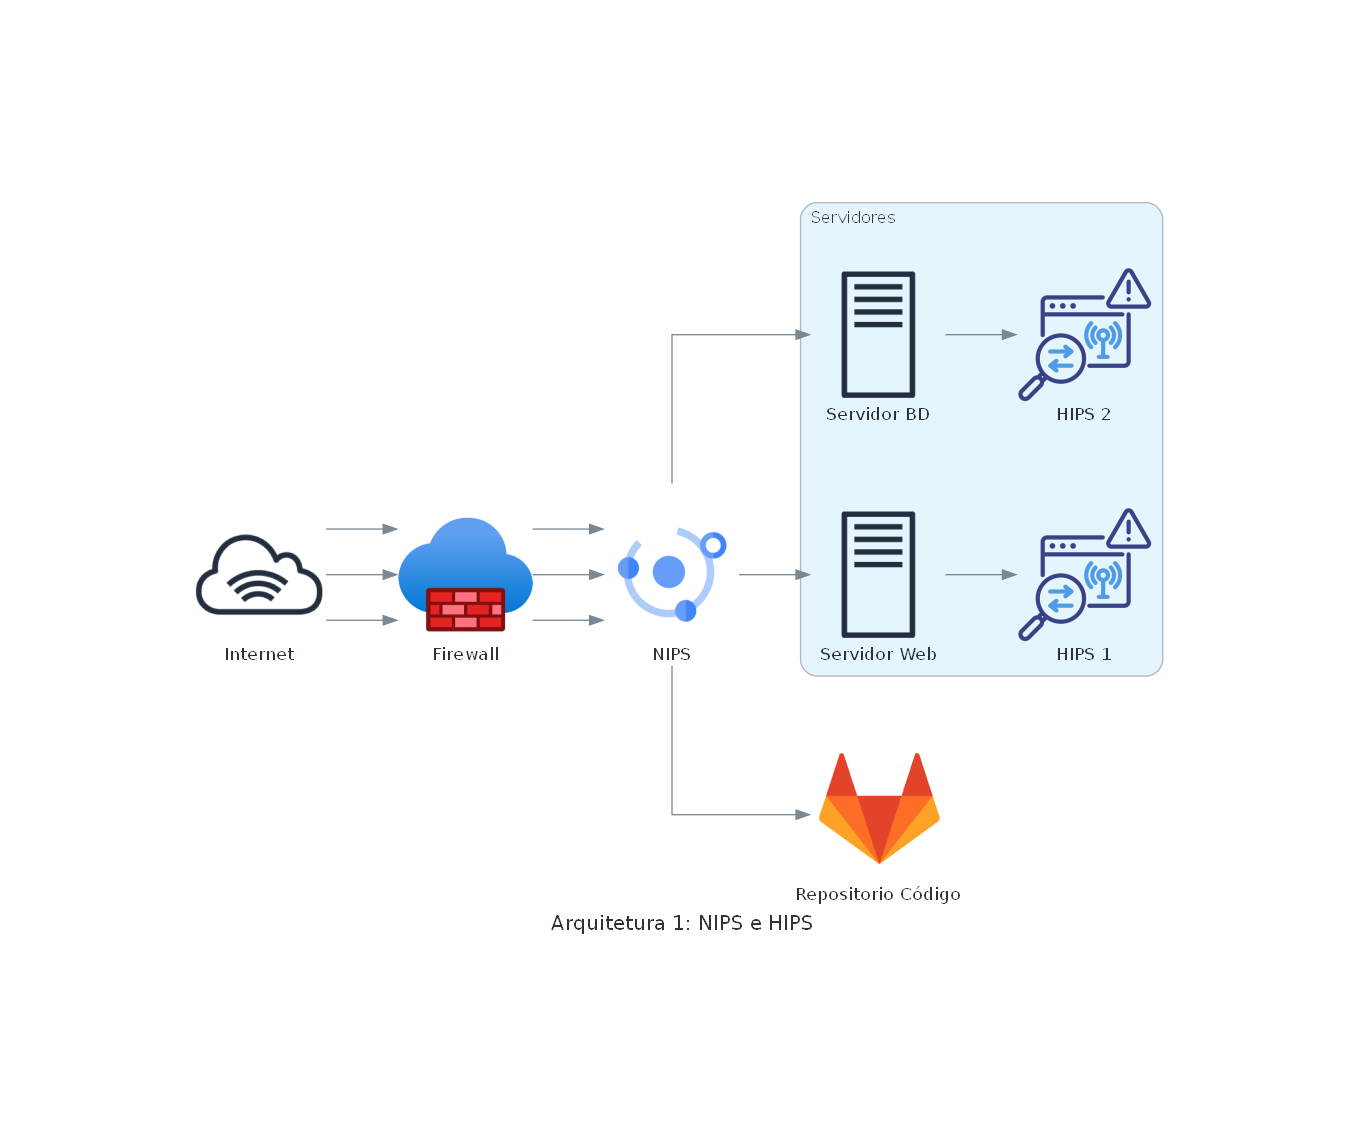 Servidores
Servidor BD
HIPS 2
Internet
Firewall
NIPS
Servidor Web
HIPS 1
Repositorio Código
Arquitetura 1: NIPS e HIPS